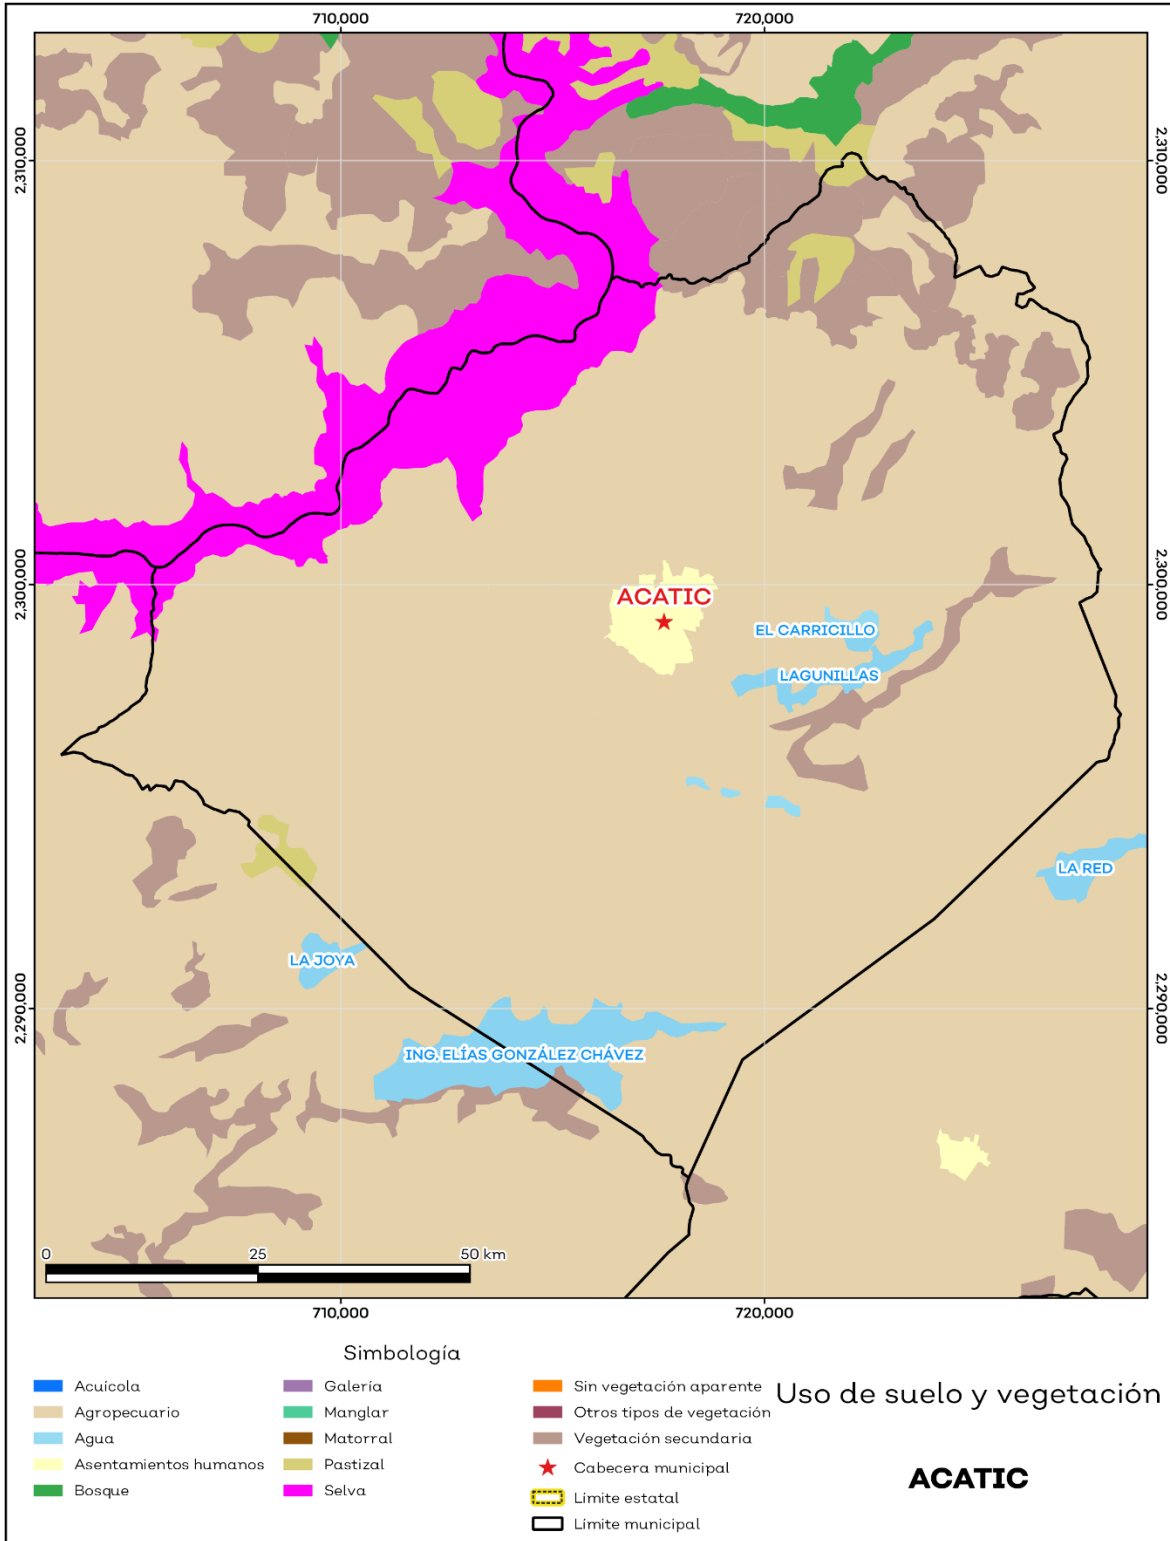 710,000 720,000
2,310,000 2,310,000
ACATIC
2,300,000 2,300,000
EL CARRICILLO
LAGUNILLAS
LA RED
LA JOYA
2,290,000 2,290,000
ING. ELÍAS GONZÁLEZ CHÁVEZ
0 25 50 km
710,000 720,000
Simbología
Acuícola
Agropecuario
Agua
Asentamientos humanos
Bosque
Galería
Manglar
Matorral
Pastizal
Selva
Sin vegetación aparente
Otros tipos de vegetación
Vegetación secundaria
Cabecera municipal
Límite estatal
Límite municipal
Uso de suelo y vegetación
ACATIC